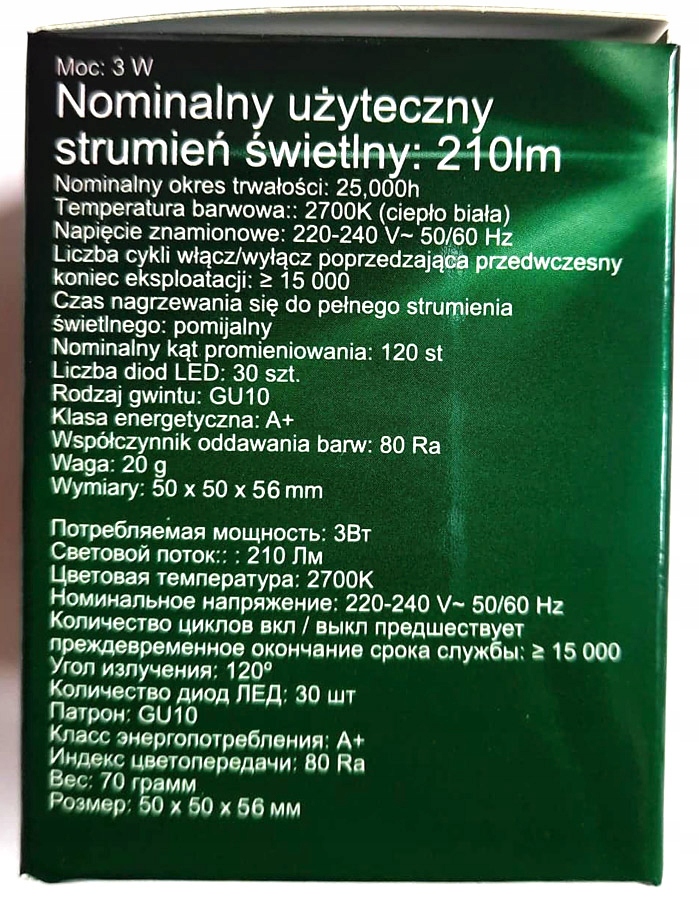 Moc: 3 W
Nominalny użyteczny
strumień świetlny: 210lm
Nominalny okres trwałości: 25,000h
Temperatura barwowa:: 2700K (ciepło biała)
Napięcie znamionowe: 220-240 V~ 50/60 Hz
Liczba cykli włącz/wyłącz poprzedzająca przedwczesny
koniec eksploatacji: ≥ 15 000
Czas nagrzewania się do pełnego strumienia
świetlnego: pomijalny
Nominalny kąt promieniowania: 120 st
Liczba diod LED: 30 szt.
Rodzaj gwintu: GU10
Klasa energetyczna: A+
Współczynnik oddawania barw: 80 Ra
Waga: 20 g
Wymiary: 50 x 50 x 56 mm
Потребляемая мощность: 3Вт
Световой поток:: : 210 Лм
Цветовая температура: 2700K
Номинальное напряжение: 220-240 V~ 50/60 Hz
Количество циклов вкл / выкл предшествует
преждевременное окончание срока службы: ≥ 15 000
Угол излучения: 120º
Количество диод ЛЕД: 30 шт
Патрон: GU10
Класс энергопотребления: A+
Индекс цветопередачи: 80 Ra
Вес: 70 грамм
Розмер: 50 x 50 x 56 мм